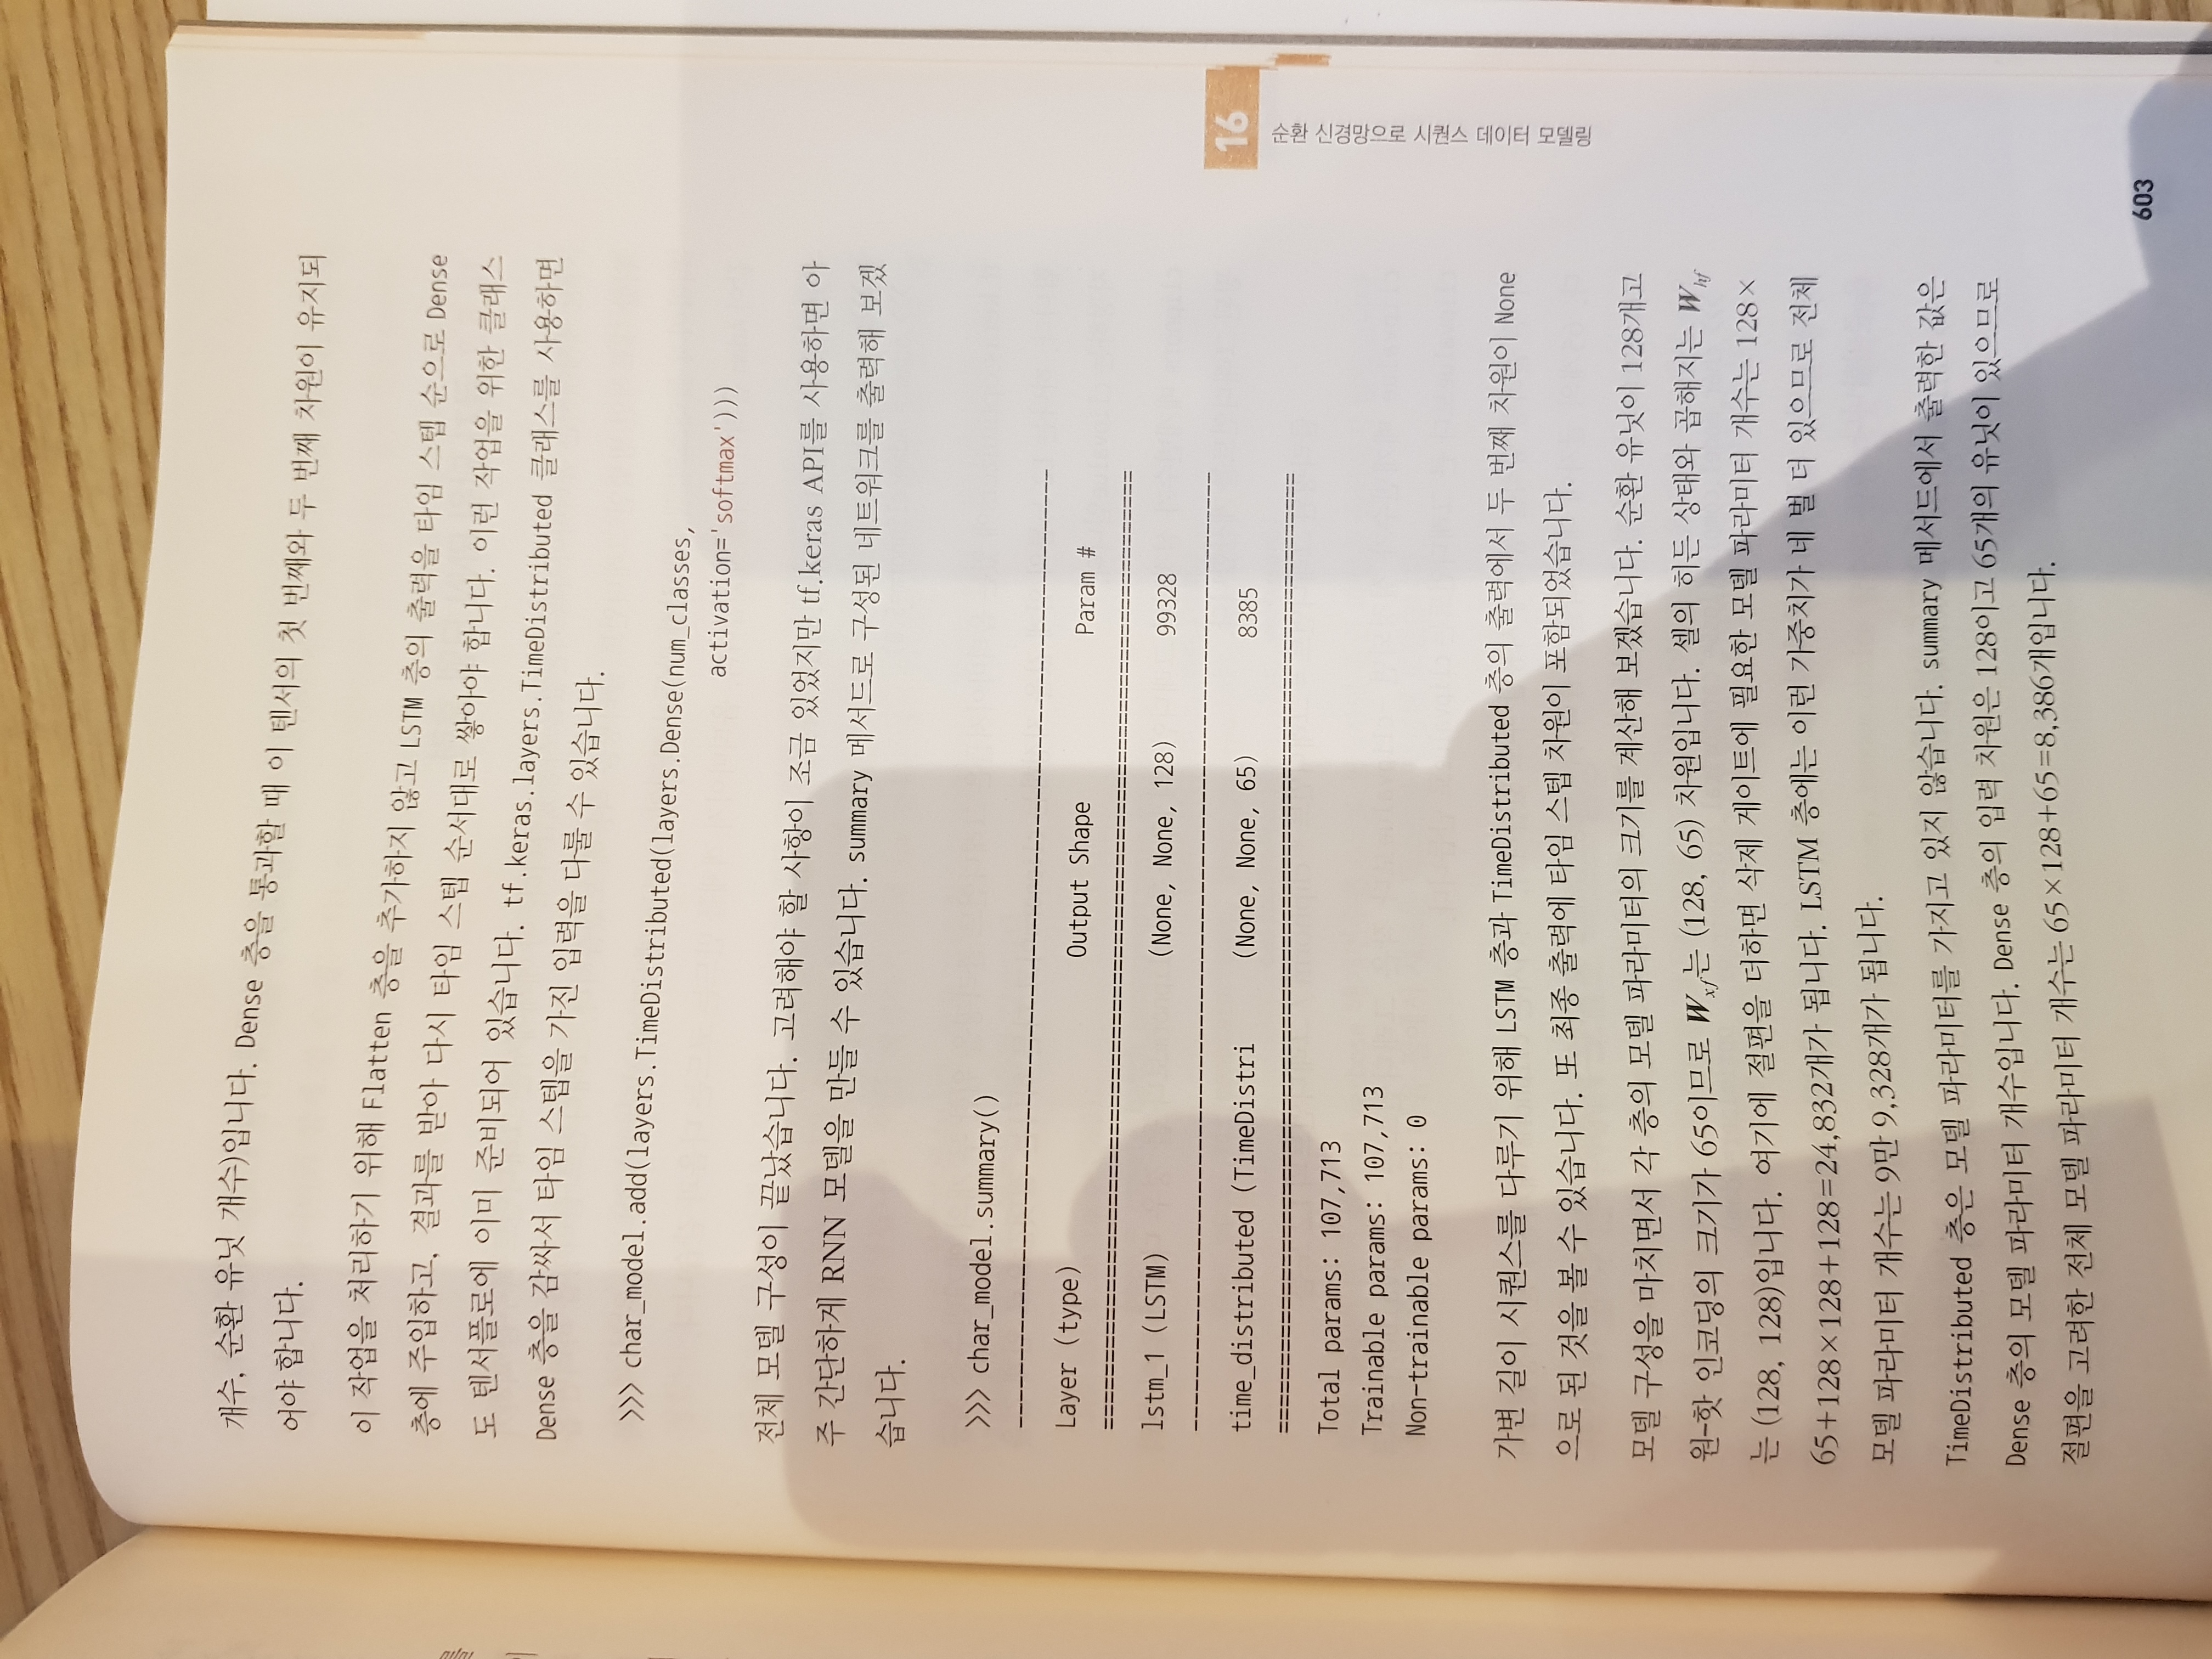 개수, 순환 유닛 개수)입니다. Dense 층을 통과할 때 이 텐서의 첫 번째와 두 번째 차원이 유지되
어야 합니다.
이 작업을 처리하기 위해 Flatten 층을 추가하지 않고 LSTM 층의 출력을 타임 스텝 순으로 Dense
층에 주입하고, 결과를 받아 다시 타임 스텝 순서대로 쌓아야 합니다. 이런 작업을 위한 클래스
도 텐서플로에 이미 준비되어 있습니다. tf.keras.layers.TimeDistributed 클래스를 사용하면
Dense 층을 감싸서 타임 스텝을 가진 입력을 다룰 수 있습니다.
>>> char_model.add(layers.TimeDistributed(layers.Dense(num_classes,
activation='softmax')))
전체 모델 구성이 끝났습니다. 고려해야 할 사항이 조금 있었지만 tf.keras API를 사용하면 아
주 간단하게 RNN 모델을 만들 수 있습니다. summary 메서드로 구성된 네트워크를 출력해 보겠
습니다.
>>> char_model.summary()
Layer (type) Output Shape Param #
lstm_1 (LSTM) (None, None, 128) 99328
time_distributed (TimeDistri (None, None, 65) 8385
Total params: 107,713
Trainable params: 107,713
Non-trainable params: 0
가변 길이 시퀀스를 다루기 위해 LSTM 층과 TimeDistributed 층의 출력에서 두 번째 차원이 None
으로 된 것을 볼 수 있습니다. 또 최종 출력에 타임 스텝 차원이 포함되었습니다.
모델 구성을 마치면서 각 층의 모델 파라미터의 크기를 계산해 보겠습니다. 순환 유닛이 128개고
원-핫 인코딩의 크기가 65이므로 Wxf는 (128, 65) 차원입니다. 셀의 히든 상태와 곱해지는 Whf
는 (128, 128)입니다. 여기에 절편을 더하면 삭제 게이트에 필요한 모델 파라미터 개수는 128×
65+128×128+128=24,832개가 됩니다. LSTM 층에는 이런 가중치가 네 벌 더 있으므로 전체
모델 파라미터 개수는 9만 9,328개가 됩니다.
TimeDistributed 층은 모델 파라미터를 가지고 있지 않습니다. summary 메서드에서 출력한 값은
Dense 층의 모델 파라미터 개수입니다. Dense 층의 입력 차원은 128이고 65개의 유닛이 있으므로
절편을 고려한 전체 모델 파라미터 개수는 65×128+65=8,386개입니다.
16
순환 신경망으로 시퀀스 데이터 모델링
603